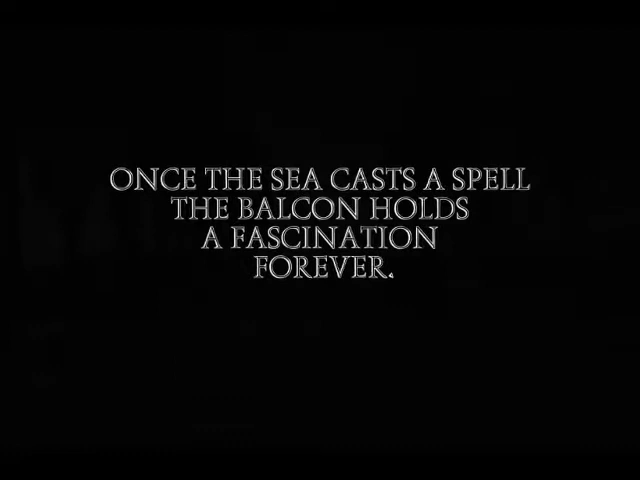 ONCE THE SEA CASTS A SPELL
THE BALCON HOLDS
A FASCINATION
FOREVER.